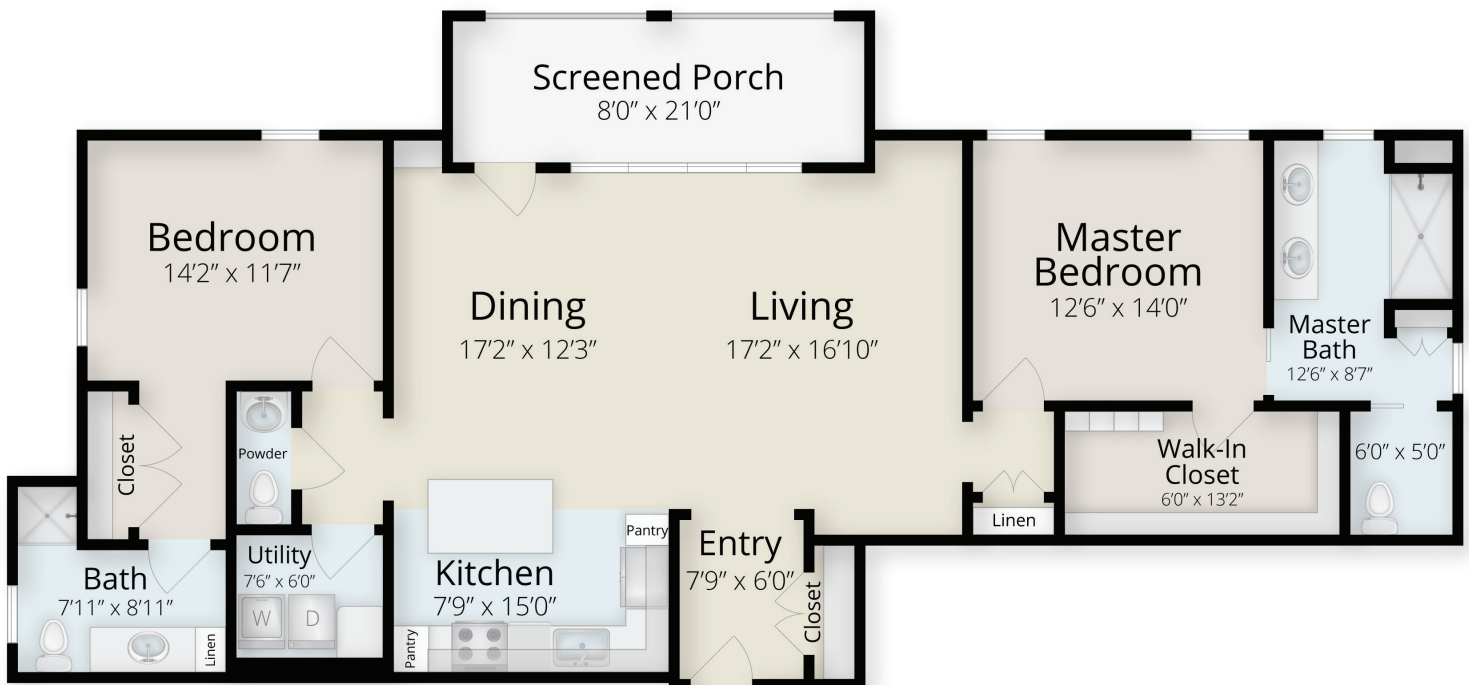 Screened Porch
8'0” x 21'0”
Bedroom
14'2” x 11'7”
Dining
17'2” x 12'3”
Living
17'2” x 16'10”
Master
Bedroom
12'6” x 14'0”
Master
Bath
12'6” x 8'7”
Closet
Powder
Walk-In
Closet
6'0” x 13'2”
6'0” x 5'0”
Linen
Pantry
Entry
7'9” x 6'0”
Closet
Utility
7'6” x 6'0”
W
D
Kitchen
7'9” x 15'0”
Pantry
Bath
7'11” x 8'11”
Linen